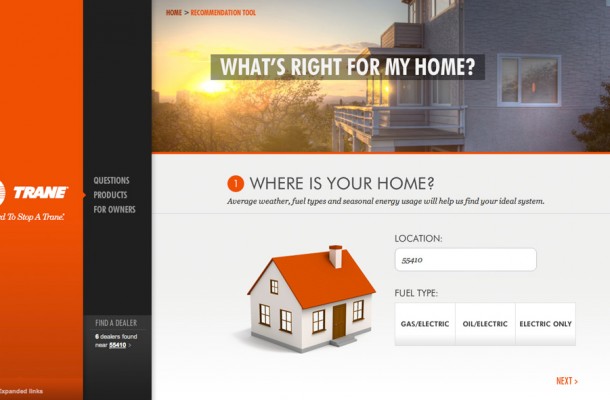 HOME > RECOMMENDATION TOOL
WHAT'S RIGHT FOR MY HOME?
TRANE
To Stop A Trane.
QUESTIONS
PRODUCTS
FOR OWNERS
1 WHERE IS YOUR HOME?
Average weather, fuel types and seasonal energy usage will help us find your ideal system.
LOCATION:
55410
FUEL TYPE:
GAS/ELECTRIC OIL/ELECTRIC ELECTRIC ONLY
FIND A DEALER
6 dealers found
near 55410 >
NEXT >
Expanded links